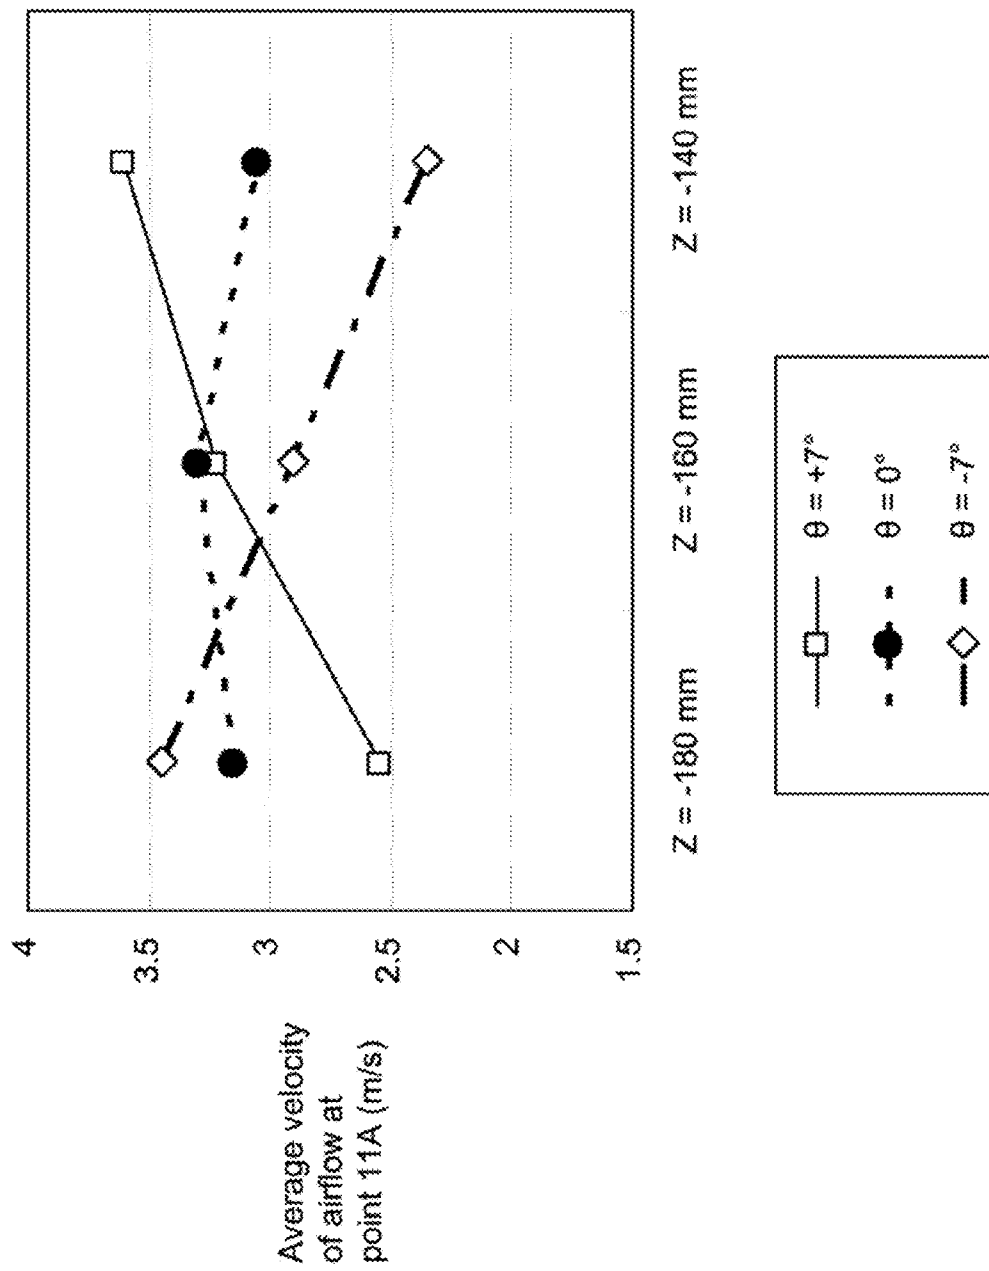 Average velocity
of airflow at
point 11A (m/s)
4
3.5
3
2.5
2
1.5
Z = -180 mm
Z = -160 mm
Z = -140 mm
θ = +7°
θ = 0°
θ = -7°